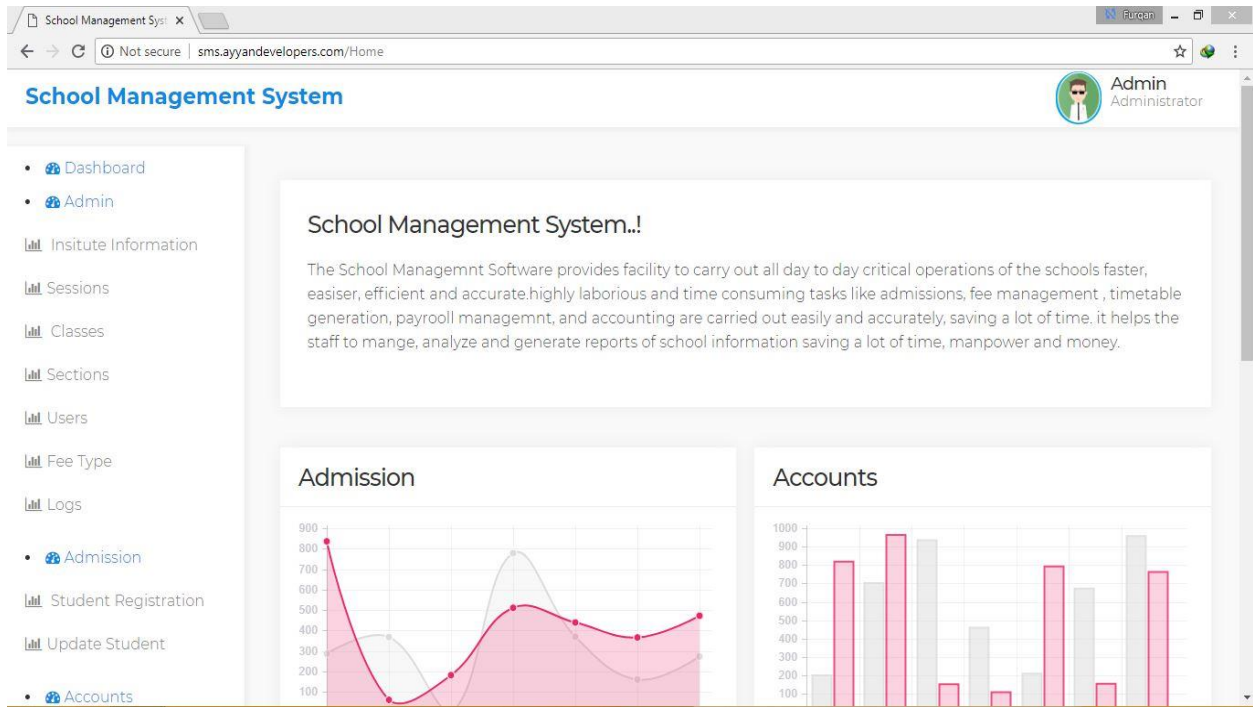 School Management Syst
Furqan
Not secure | sms.ayyandevelopers.com/Home
School Management System
Admin
Administrator
Dashboard
Admin
Insitute Information
Sessions
Classes
Sections
Users
Fee Type
Logs
Admission
Student Registration
Update Student
Accounts
School Management System..!
The School Managemnt Software provides facility to carry out all day to day critical operations of the schools faster,
easiser, efficient and accurate.highly laborious and time consuming tasks like admissions, fee management , timetable
generation, payrooll managemnt, and accounting are carried out easily and accurately, saving a lot of time. it helps the
staff to mange, analyze and generate reports of school information saving a lot of time, manpower and money.
Admission
900
800
700
600
500
400
300
200
100
Accounts
1000
900
800
700
600
500
400
300
200
100